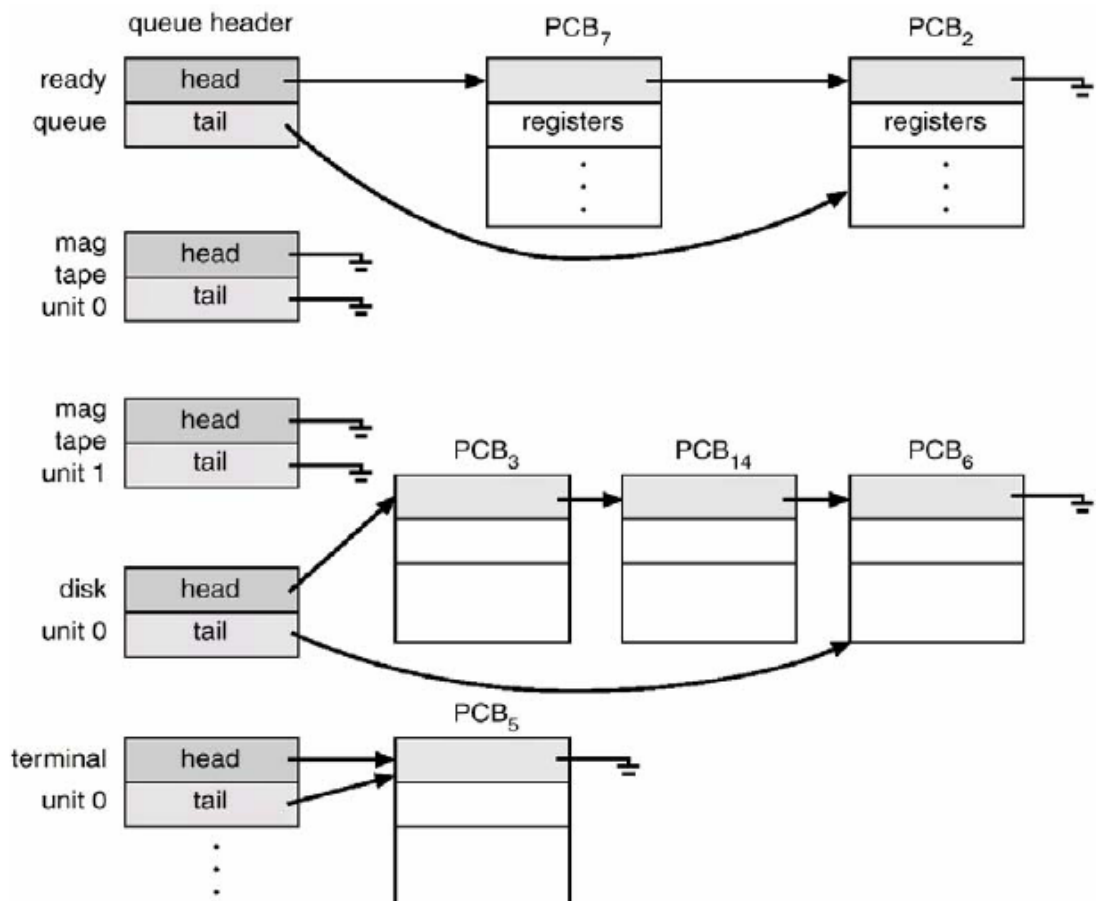 queue header
PCB7
PCB2
ready
head
queue
tail
registers
registers
mag
tape
unit 0
head
tail
mag
tape
unit 1
head
tail
PCB3
PCB14
PCB6
disk
head
unit 0
tail
PCB5
terminal
head
unit 0
tail